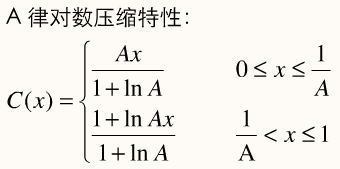 A 律对数压缩特性:
C(x) = { Ax / (1 + ln A)    0 ≤ x ≤ 1/A
(1 + ln Ax) / (1 + ln A)    1/A < x ≤ 1